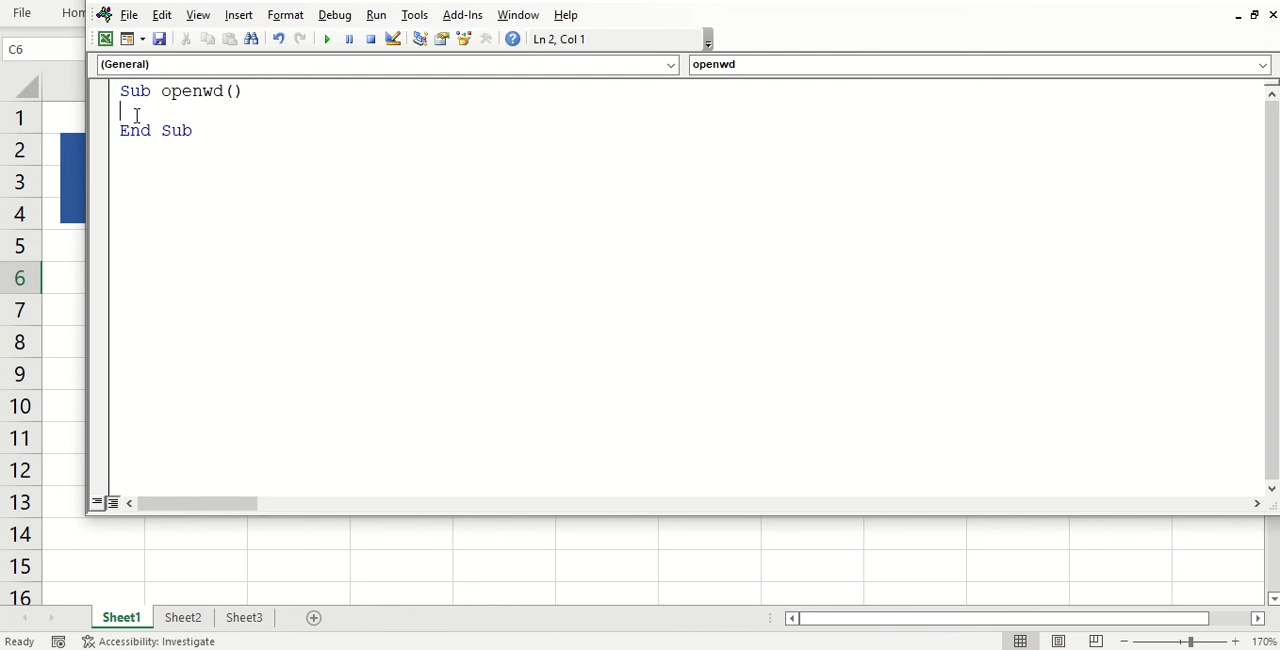 File Hom
File Edit View Insert Format Debug Run Tools Add-Ins Window Help
Ln 2, Col 1
C6
(General) openwd
Sub openwd()
End Sub
1
2
3
4
5
6
7
8
9
10
11
12
13
14
15
16
Sheet1 Sheet2 Sheet3
Ready Accessibility: Investigate 170%